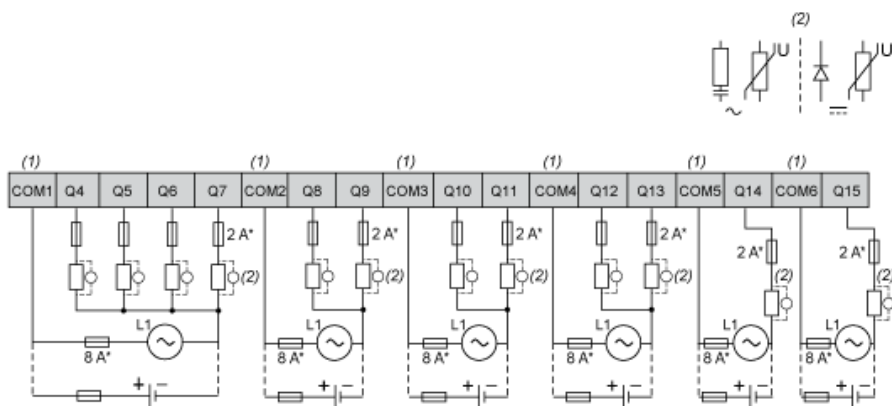 (2)
U U
(1) (1) (1) (1) (1) (1)
COM1 Q4 Q5 Q6 Q7 COM2 Q8 Q9 COM3 Q10 Q11 COM4 Q12 Q13 COM5 Q14 COM6 Q15
2 A* 2 A* 2 A* 2 A*
2 A* 2 A*
(2) (2) (2) (2) (2) (2)
L1 L1 L1 L1 L1 L1
8 A* 8 A* 8 A* 8 A* 8 A* 8 A*
+ − + − + − + − + − + −